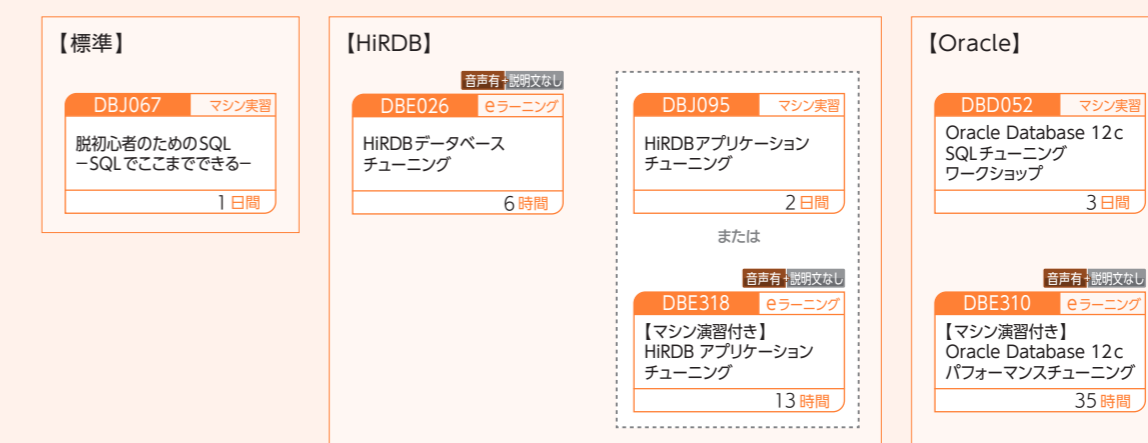 【標準】
DBJ067 マシン実習
脱初心者のためのSQL
−SQLでここまでできる−
1日間
【HiRDB】
音声有+説明文なし
DBE026 eラーニング
HiRDBデータベース
チューニング
6時間
DBJ095 マシン実習
HiRDBアプリケーション
チューニング
2日間
または
音声有+説明文なし
DBE318 eラーニング
【マシン演習付き】
HiRDB アプリケーション
チューニング
13時間
【Oracle】
DBD052 マシン実習
Oracle Database 12c
SQLチューニング
ワークショップ
3日間
音声有+説明文なし
DBE310 eラーニング
【マシン演習付き】
Oracle Database 12c
パフォーマンスチューニング
35時間